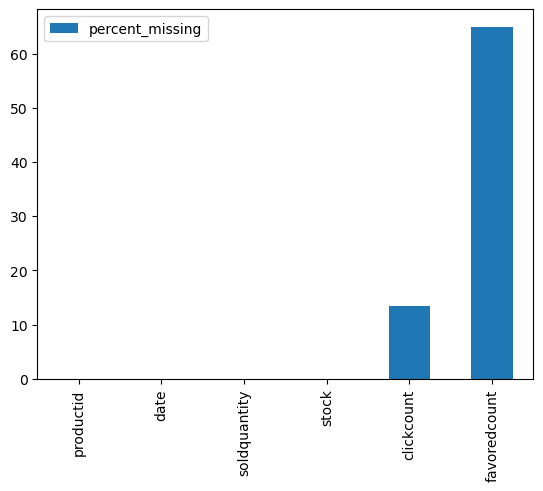 percent_missing
60
50
40
30
20
10
0
productid
date
soldquantity
stock
clickcount
favoredcount